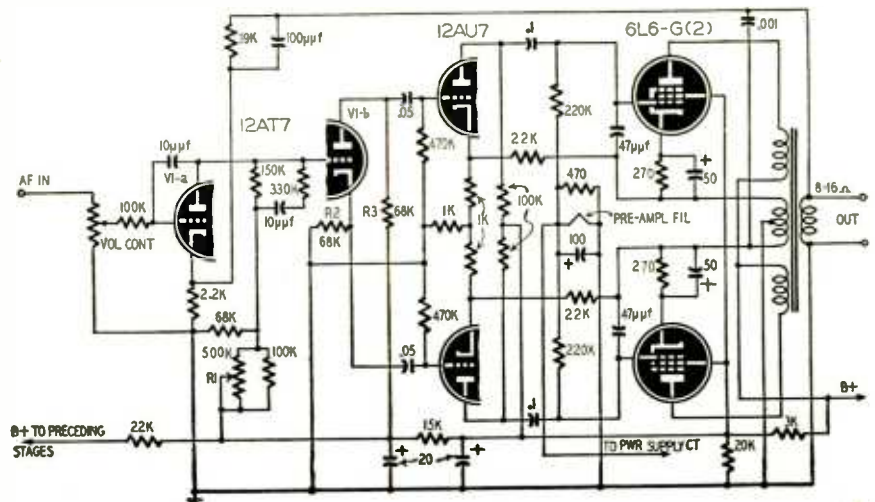 12AU7
6L6-G(2)
.1
.001
19K
100µµf
220K
12AT7
V1-b
.05
10µµf
470K
22K
47µµf
270
50
V1-a
150K
AF IN
330K
470
8-16Ω
100K
100K
1K
1K
OUT
R2
R3
68K
PRE-AMPL FIL
VOL CONT
10µµf
68K
100
270
50
2.2K
22K
68K
470K
47µµf
500K
100K
.05
220K
R1
.1
B+
B+ TO PRECEDING
STAGES
22K
15K
3K
20
TO PWR SUPPLY CT
20K